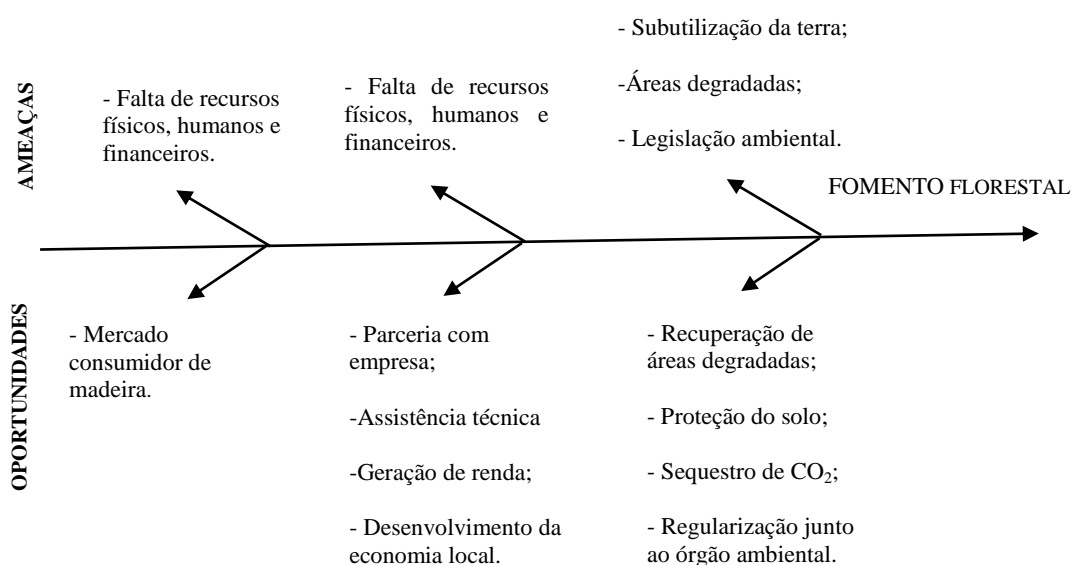 AMEAÇAS
- Falta de recursos
físicos, humanos e
financeiros.
- Falta de recursos
físicos, humanos e
financeiros.
- Subutilização da terra;
-Áreas degradadas;
- Legislação ambiental.
FOMENTO FLORESTAL
OPORTUNIDADES
- Mercado
consumidor de
madeira.
- Parceria com
empresa;
-Assistência técnica
-Geração de renda;
- Desenvolvimento da
economia local.
- Recuperação de
áreas degradadas;
- Proteção do solo;
- Sequestro de CO₂;
- Regularização junto
ao órgão ambiental.